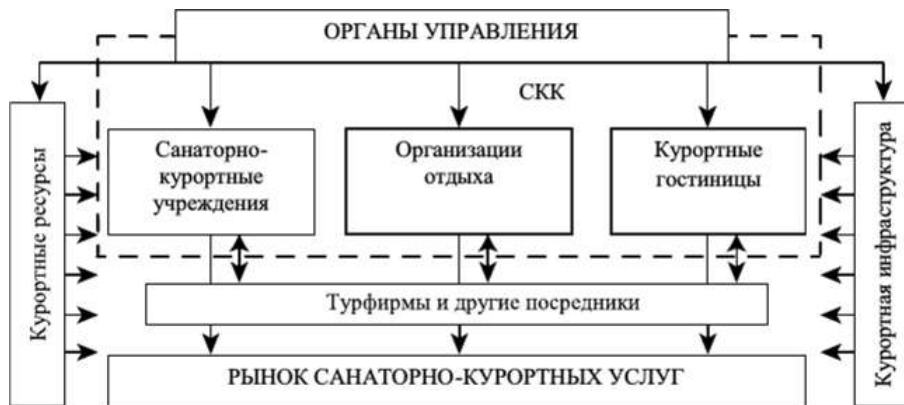 ОРГАНЫ УПРАВЛЕНИЯ
СКК
Санаторно-
курортные
учреждения
Организации
отдыха
Курортные
гостиницы
Курортные ресурсы
Курортная инфраструктура
Турфирмы и другие посредники
РЫНОК САНАТОРНО-КУРОРТНЫХ УСЛУГ